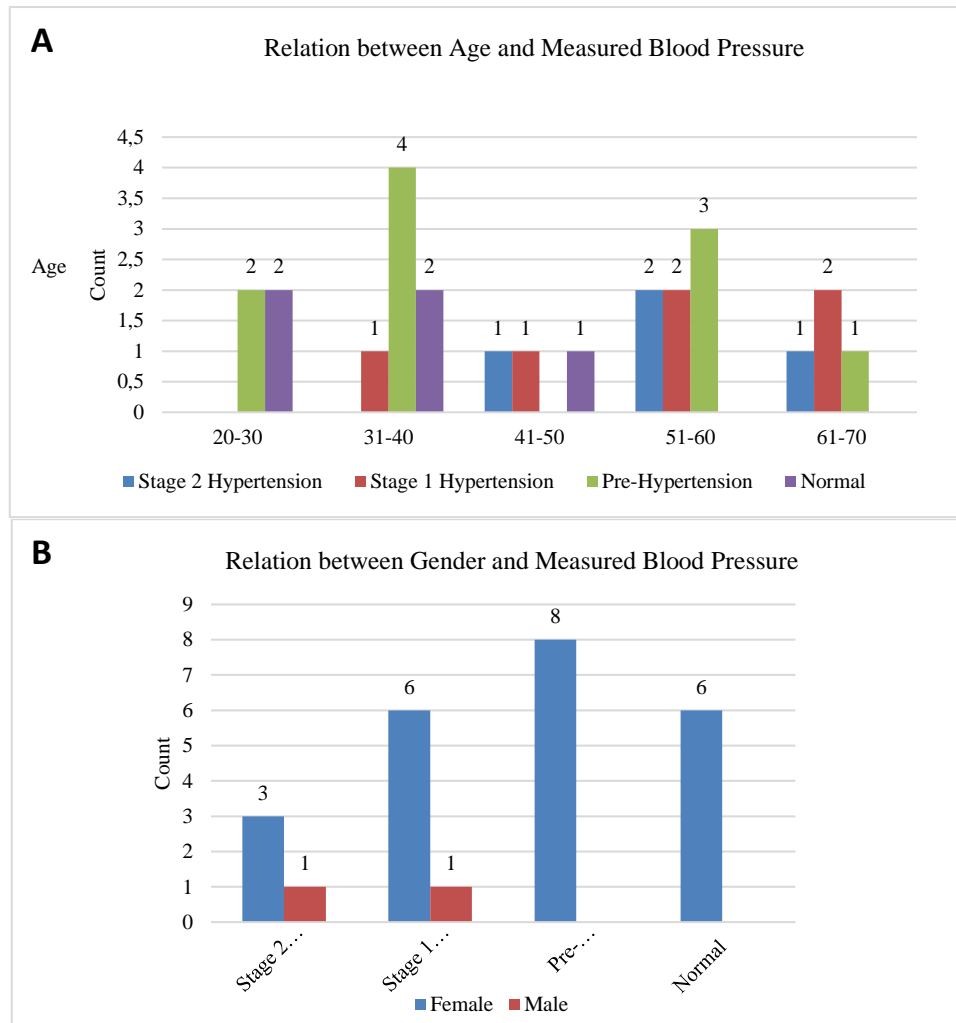 A
Relation between Age and Measured Blood Pressure
4,5
4
3,5
3
2,5
2
1,5
1
0,5
0
Age
Count
2 2
1 4 2
1 1 1
2 2 3
1 2 1
20-30 31-40 41-50 51-60 61-70
Stage 2 Hypertension Stage 1 Hypertension Pre-Hypertension Normal
B
Relation between Gender and Measured Blood Pressure
9
8
7
6
5
4
3
2
1
0
Count
3 1
6 1
8
6
Stage 2... Stage 1... Pre-... Normal
Female Male